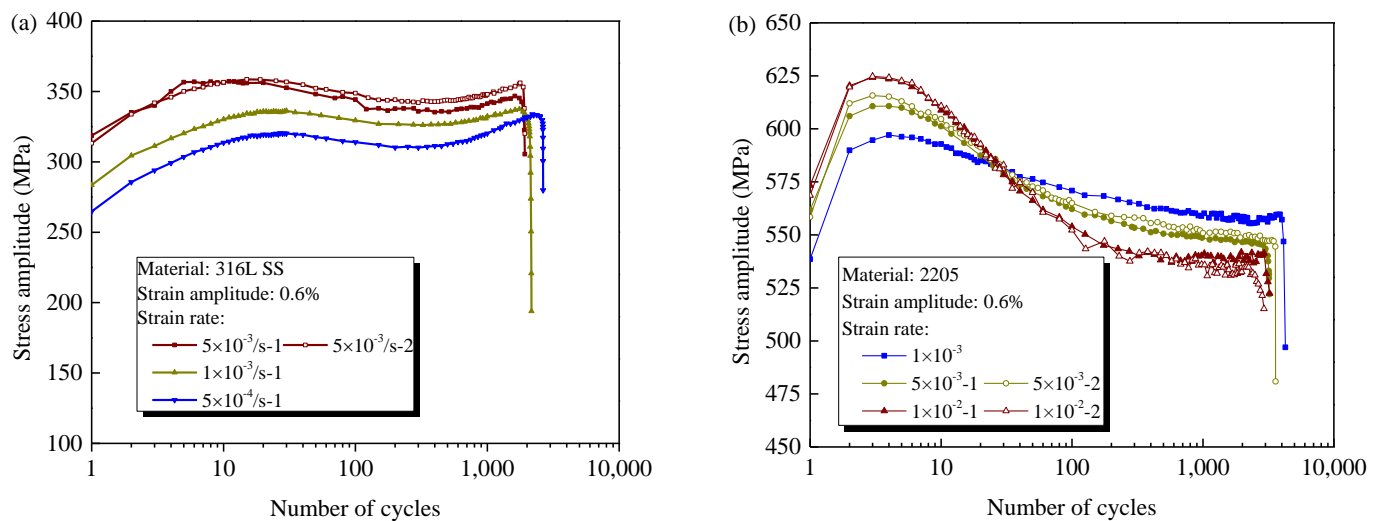 (a)
400
350
300
250
200
150
100
Stress amplitude (MPa)
Material: 316L SS
Strain amplitude: 0.6%
Strain rate:
5×10⁻³/s-1 5×10⁻³/s-2
1×10⁻³/s-1
5×10⁻⁴/s-1
1 10 100 1,000 10,000
Number of cycles
(b)
650
625
600
575
550
525
500
475
450
Stress amplitude (MPa)
Material: 2205
Strain amplitude: 0.6%
Strain rate:
1×10⁻³
5×10⁻³-1 5×10⁻³-2
1×10⁻²-1 1×10⁻²-2
1 10 100 1,000 10,000
Number of cycles